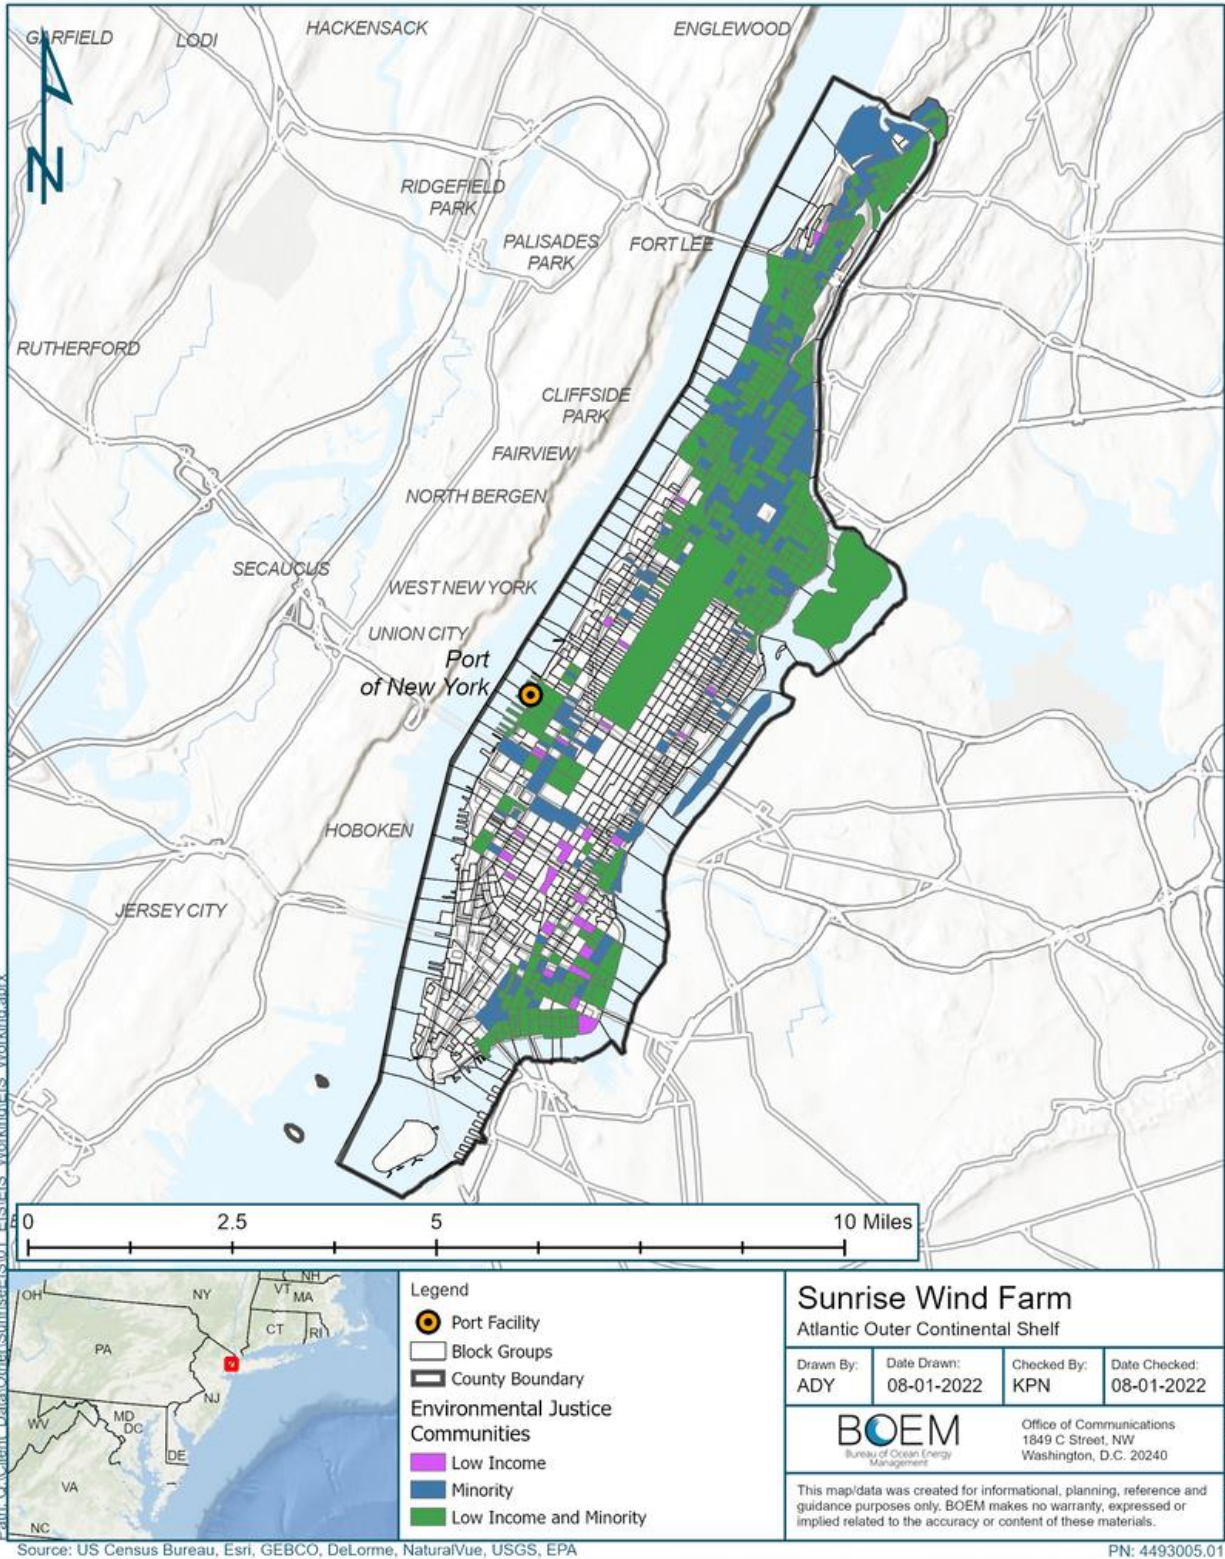 GARFIELD
LODI
HACKENSACK
ENGLEWOOD
N
RIDGEFIELD
PARK
PALISADES
PARK
FORT LEE
RUTHERFORD
CLIFFSIDE
PARK
FAIRVIEW
NORTH BERGEN
SECAUCUS
WEST NEW YORK
UNION CITY
Port
of New York
HOBOKEN
JERSEY CITY
0 2.5 5 10 Miles
OH
NY
VT
NH
MA
CT
RI
PA
NJ
MD
DC
WV
DE
VA
NC
Legend
Port Facility
Block Groups
County Boundary
Environmental Justice
Communities
Low Income
Minority
Low Income and Minority
Sunrise Wind Farm
Atlantic Outer Continental Shelf
Drawn By:
ADY
Date Drawn:
08-01-2022
Checked By:
KPN
Date Checked:
08-01-2022
BOEM
Bureau of Ocean Energy
Management
Office of Communications
1849 C Street, NW
Washington, D.C. 20240
This map/data was created for informational, planning, reference and
guidance purposes only. BOEM makes no warranty, expressed or
implied related to the accuracy or content of these materials.
Source: US Census Bureau, Esri, GEBCO, DeLorme, NaturalVue, USGS, EPA
PN: 4493005.01